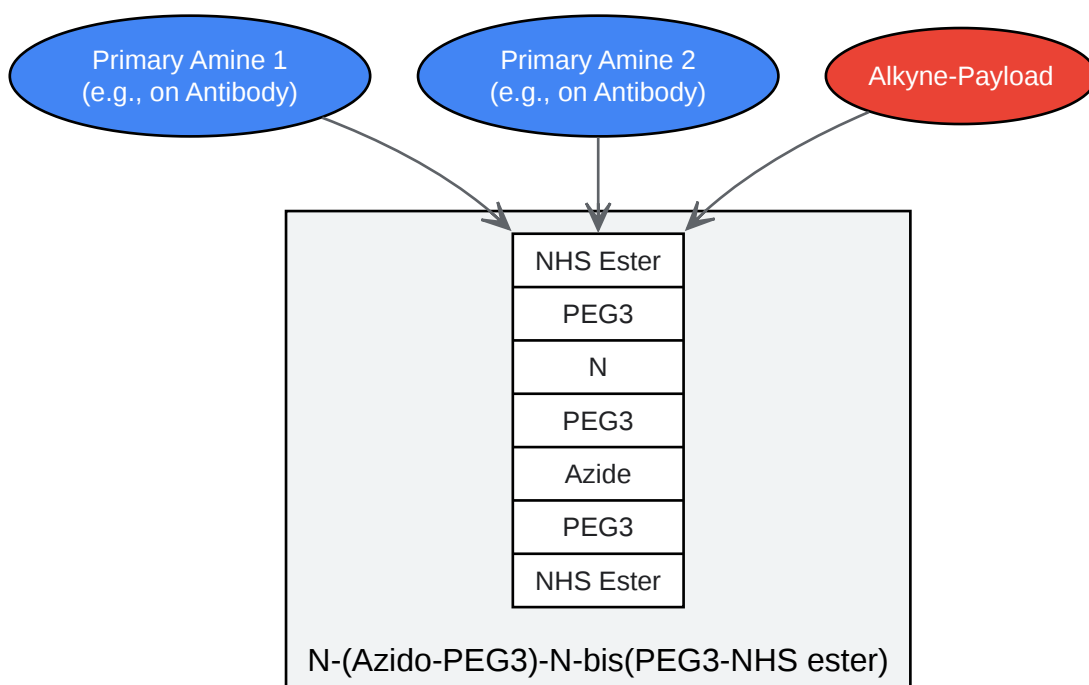 Primary Amine 1
(e.g., on Antibody)
Primary Amine 2
(e.g., on Antibody)
Alkyne-Payload
NHS Ester
PEG3
N
PEG3
Azide
PEG3
NHS Ester
N-(Azido-PEG3)-N-bis(PEG3-NHS ester)